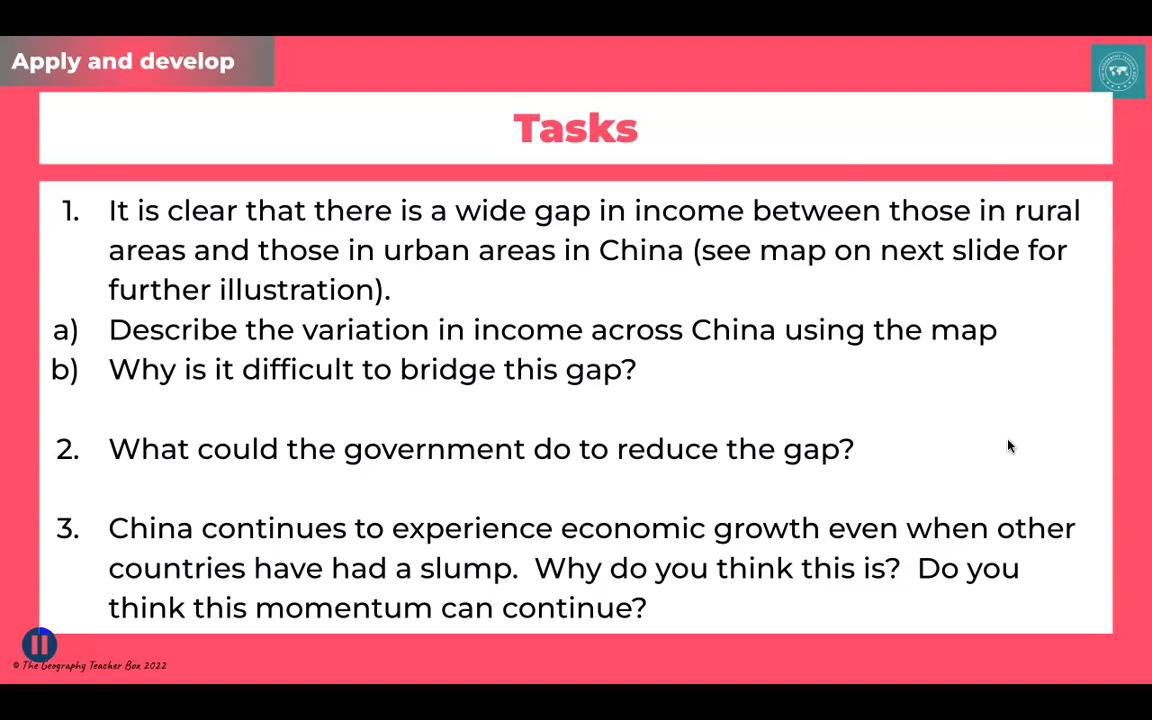 Apply and develop
Tasks
1. It is clear that there is a wide gap in income between those in rural
areas and those in urban areas in China (see map on next slide for
further illustration).
a) Describe the variation in income across China using the map
b) Why is it difficult to bridge this gap?
2. What could the government do to reduce the gap?
3. China continues to experience economic growth even when other
countries have had a slump.  Why do you think this is?  Do you
think this momentum can continue?
© The Geography Teacher Box 2022